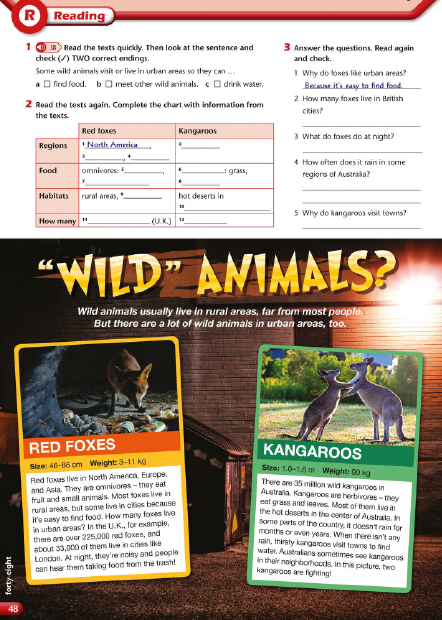 R Reading
1 38 Read the texts quickly. Then look at the sentence and
check (✓) TWO correct endings.
Some wild animals visit or live in urban areas so they can ...
a find food. b meet other wild animals. c drink water.
2 Read the texts again. Complete the chart with information from
the texts.
Red foxes Kangaroos
Regions 1 North America, 2
3 , 4
Food omnivores: 5 , 6 : grass,
7 8
Habitats rural areas, 9 hot deserts in
10
How many 11 (U.K.) 12
3 Answer the questions. Read again
and check.
1 Why do foxes like urban areas?
Because it's easy to find food.
2 How many foxes live in British
cities?
3 What do foxes do at night?
4 How often does it rain in some
regions of Australia?
5 Why do kangaroos visit towns?
"WILD" ANIMALS?
Wild animals usually live in rural areas, far from most people.
But there are a lot of wild animals in urban areas, too.
RED FOXES
Size: 46–86 cm Weight: 3–11 kg
Red foxes live in North America, Europe,
and Asia. They are omnivores – they eat
fruit and small animals. Most foxes live in
rural areas, but some live in cities because
it's easy to find food. How many foxes live
in urban areas? In the U.K., for example,
there are over 225,000 red foxes, and
about 33,000 of them live in cities like
London. At night, they're noisy and people
can hear them taking food from the trash!
KANGAROOS
Size: 1.0–1.6 m Weight: 90 kg
There are 35 million wild kangaroos in
Australia. Kangaroos are herbivores – they
eat grass and leaves. Most of them live in
the hot deserts in the center of Australia. In
some parts of the country, it doesn't rain for
months or even years. When there isn't any
rain, thirsty kangaroos visit towns to find
water. Australians sometimes see kangaroos
in their neighborhoods. In this picture, two
kangaroos are fighting!
forty-eight
48